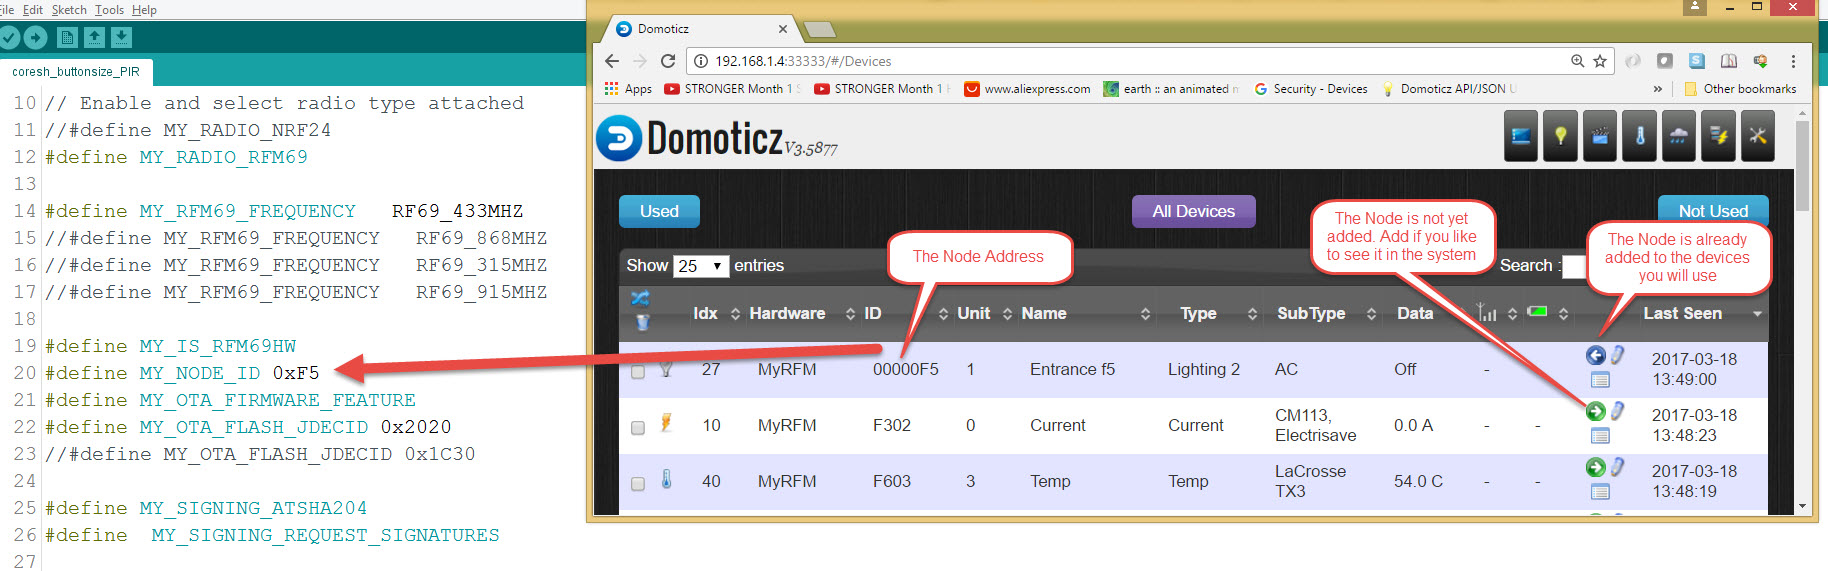 File Edit Sketch Tools Help
coresh_buttonsize_PIR
10 // Enable and select radio type attached
11 //#define MY_RADIO_NRF24
12 #define MY_RADIO_RFM69
13
14 #define MY_RFM69_FREQUENCY RF69_433MHZ
15 //#define MY_RFM69_FREQUENCY RF69_868MHZ
16 //#define MY_RFM69_FREQUENCY RF69_315MHZ
17 //#define MY_RFM69_FREQUENCY RF69_915MHZ
18
19 #define MY_IS_RFM69HW
20 #define MY_NODE_ID 0xF5
21 #define MY_OTA_FIRMWARE_FEATURE
22 #define MY_OTA_FLASH_JDECID 0x2020
23 //#define MY_OTA_FLASH_JDECID 0x1C30
24
25 #define MY_SIGNING_ATSHA204
26 #define MY_SIGNING_REQUEST_SIGNATURES
27
Domoticz
192.168.1.4:33333/#/Devices
Apps STRONGER Month 1 STRONGER Month 1 www.aliexpress.com earth :: an animated Google Security - Devices Domoticz API/JSON » Other bookmarks
Domoticz V3.5877
Used All Devices Not Used
The Node Address
The Node is not yet
added. Add if you like
to see it in the system
The Node is already
added to the devices
you will use
Show 25 entries Search :
Idx Hardware ID Unit Name Type SubType Data Last Seen
27 MyRFM 00000F5 1 Entrance f5 Lighting 2 AC Off - 2017-03-18
13:49:00
10 MyRFM F302 0 Current Current CM113, 0.0 A - - 2017-03-18
Electrisave 13:48:23
40 MyRFM F603 3 Temp Temp LaCrosse 54.0 C - - 2017-03-18
TX3 13:48:19